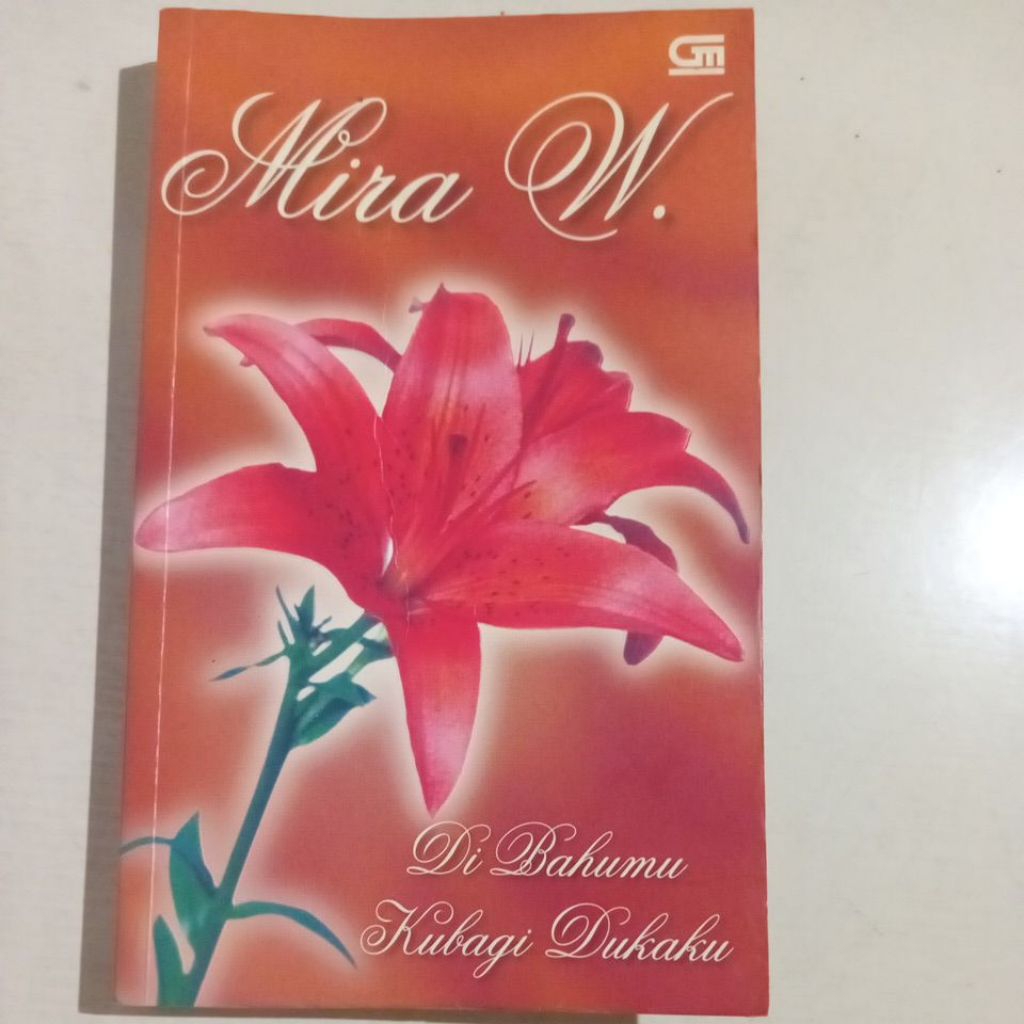 GM
Mira W.
Di Bahumu
Kubagi Dukaku